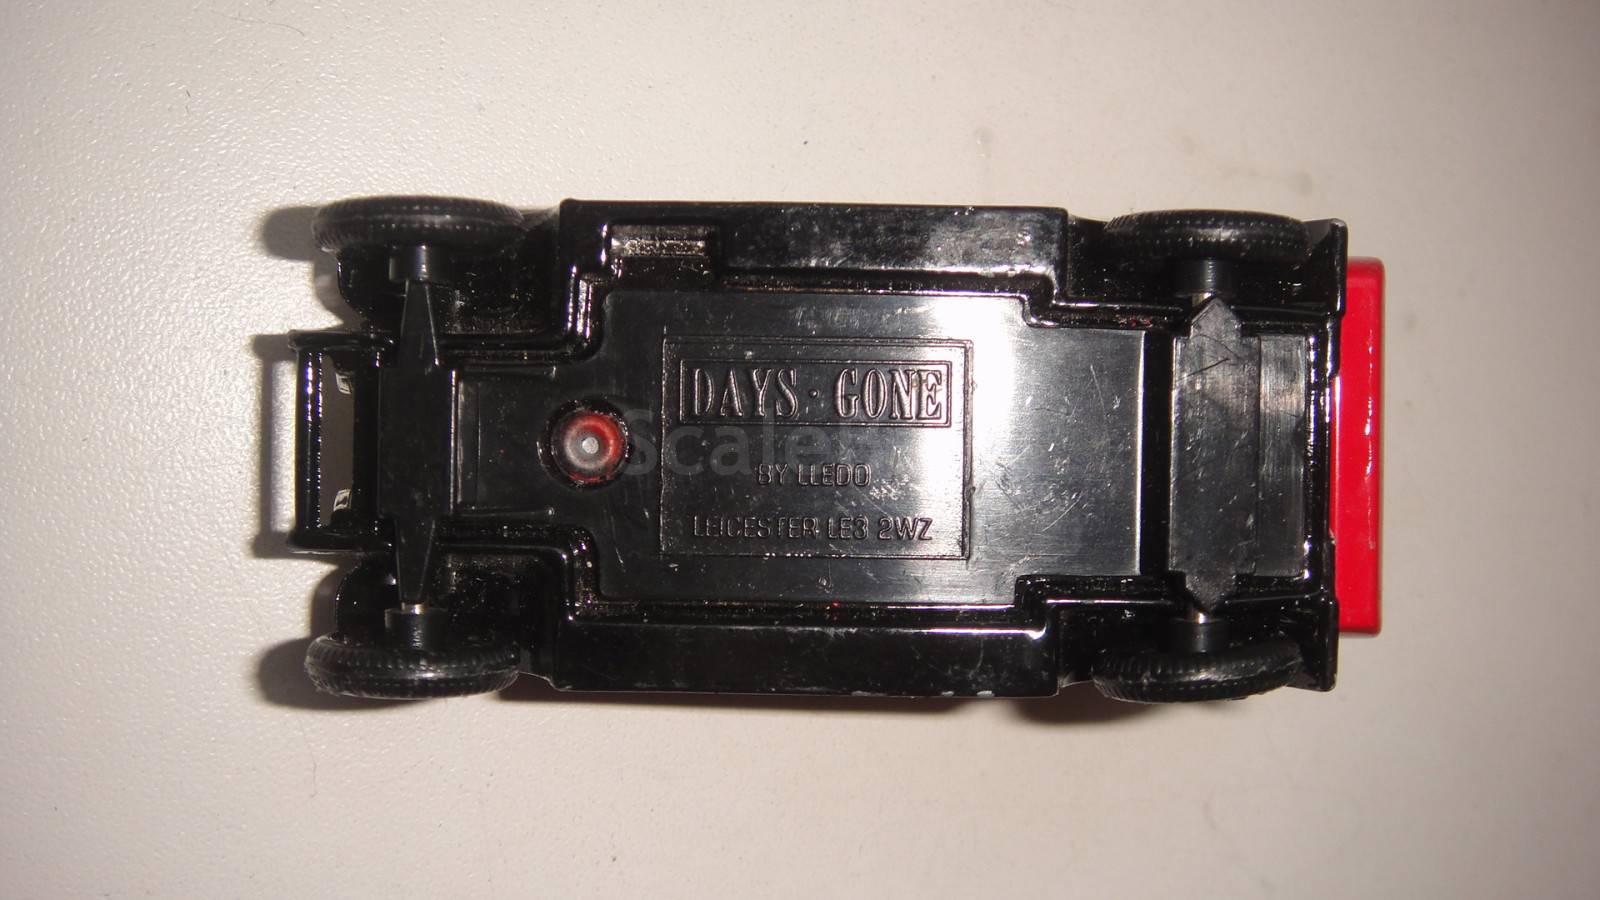 DAYS · GONE
BY LLEDO
LEICESTER LE3 2WZ